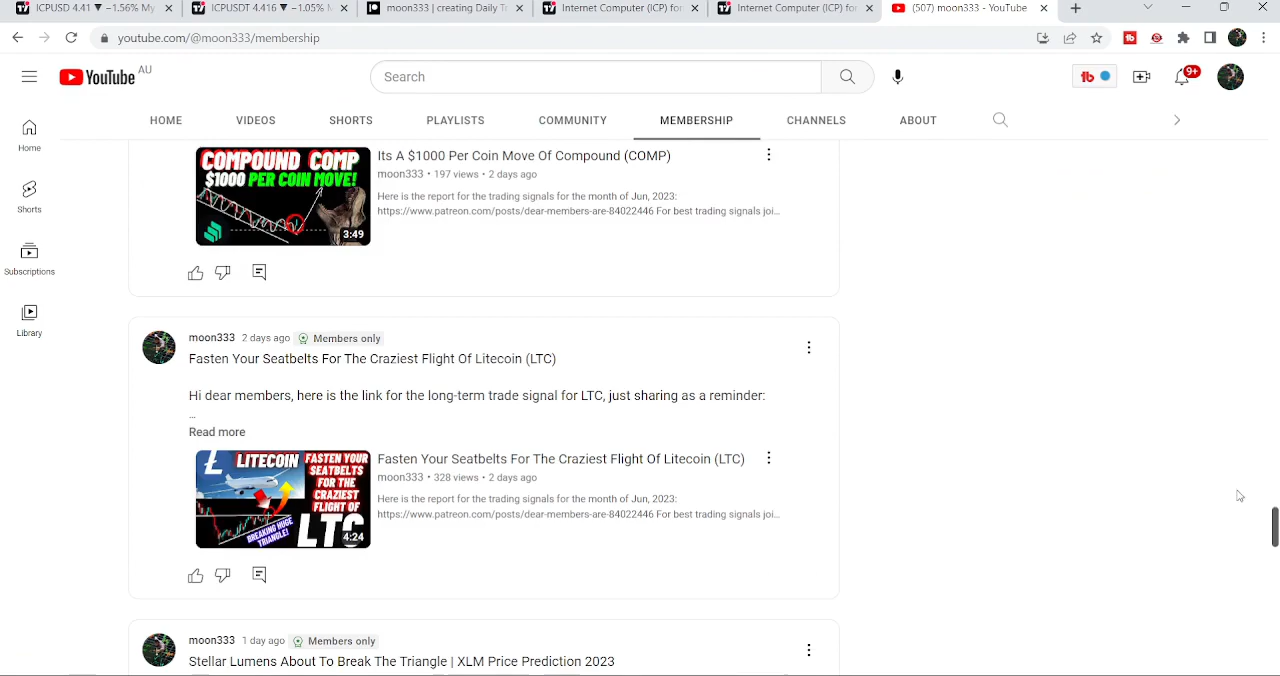 ICPUSD 4.41 ▼ −1.56% My
ICPUSDT 4.416 ▼ −1.05% M
moon333 | creating Daily T
Internet Computer (ICP) for
Internet Computer (ICP) for
(507) moon333 - YouTube
youtube.com/@moon333/membership
YouTube AU
Search
9+
HOME
VIDEOS
SHORTS
PLAYLISTS
COMMUNITY
MEMBERSHIP
CHANNELS
ABOUT
Home
Shorts
Subscriptions
Library
COMPOUND COMP
$1000 PER COIN MOVE!
3:49
Its A $1000 Per Coin Move Of Compound (COMP)
moon333 • 197 views • 2 days ago
Here is the report for the trading signals for the month of Jun, 2023:
https://www.patreon.com/posts/dear-members-are-84022446 For best trading signals joi...
moon333 2 days ago Members only
Fasten Your Seatbelts For The Craziest Flight Of Litecoin (LTC)
Hi dear members, here is the link for the long-term trade signal for LTC, just sharing as a reminder:
...
Read more
LITECOIN
FASTEN YOUR
SEATBELTS
FOR THE
CRAZIEST
FLIGHT OF
LTC
BREAKING HUGE
TRIANGLE!
4:24
Fasten Your Seatbelts For The Craziest Flight Of Litecoin (LTC)
moon333 • 328 views • 2 days ago
Here is the report for the trading signals for the month of Jun, 2023:
https://www.patreon.com/posts/dear-members-are-84022446 For best trading signals joi...
moon333 1 day ago Members only
Stellar Lumens About To Break The Triangle | XLM Price Prediction 2023